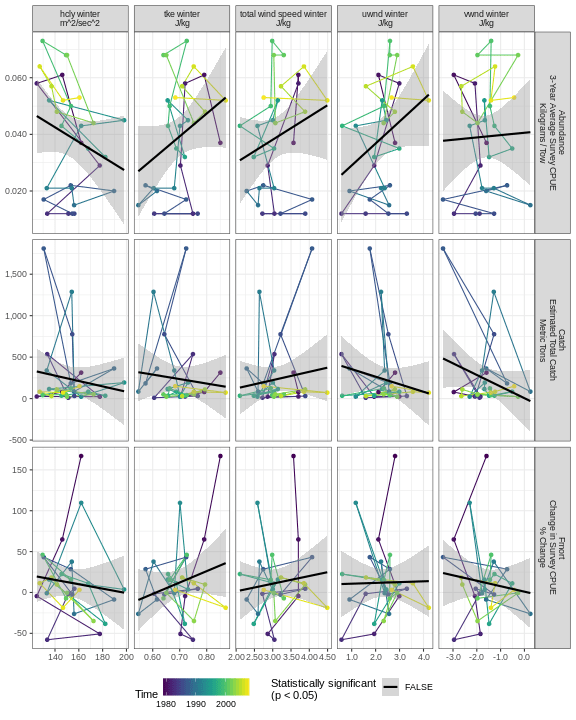 hcly winter
m^2/sec^2
tke winter
J/kg
total wind speed winter
J/kg
uwnd winter
J/kg
vwnd winter
J/kg
0.060
0.040
0.020
Abundance
3-Year Average Survey CPUE
Kilograms / Tow
1,500
1,000
500
0
-500
Catch
Estimated Total Catch
Metric Tons
150
100
50
0
-50
Fmort
Change in Survey CPUE
% Change
140 160 180 200
0.60 0.70 0.80
2.00 2.50 3.00 3.50 4.00 4.50
1.0 2.0 3.0 4.0
-3.0 -2.0 -1.0 0.0
Time
1980 1990 2000
Statistically significant
(p < 0.05)
FALSE